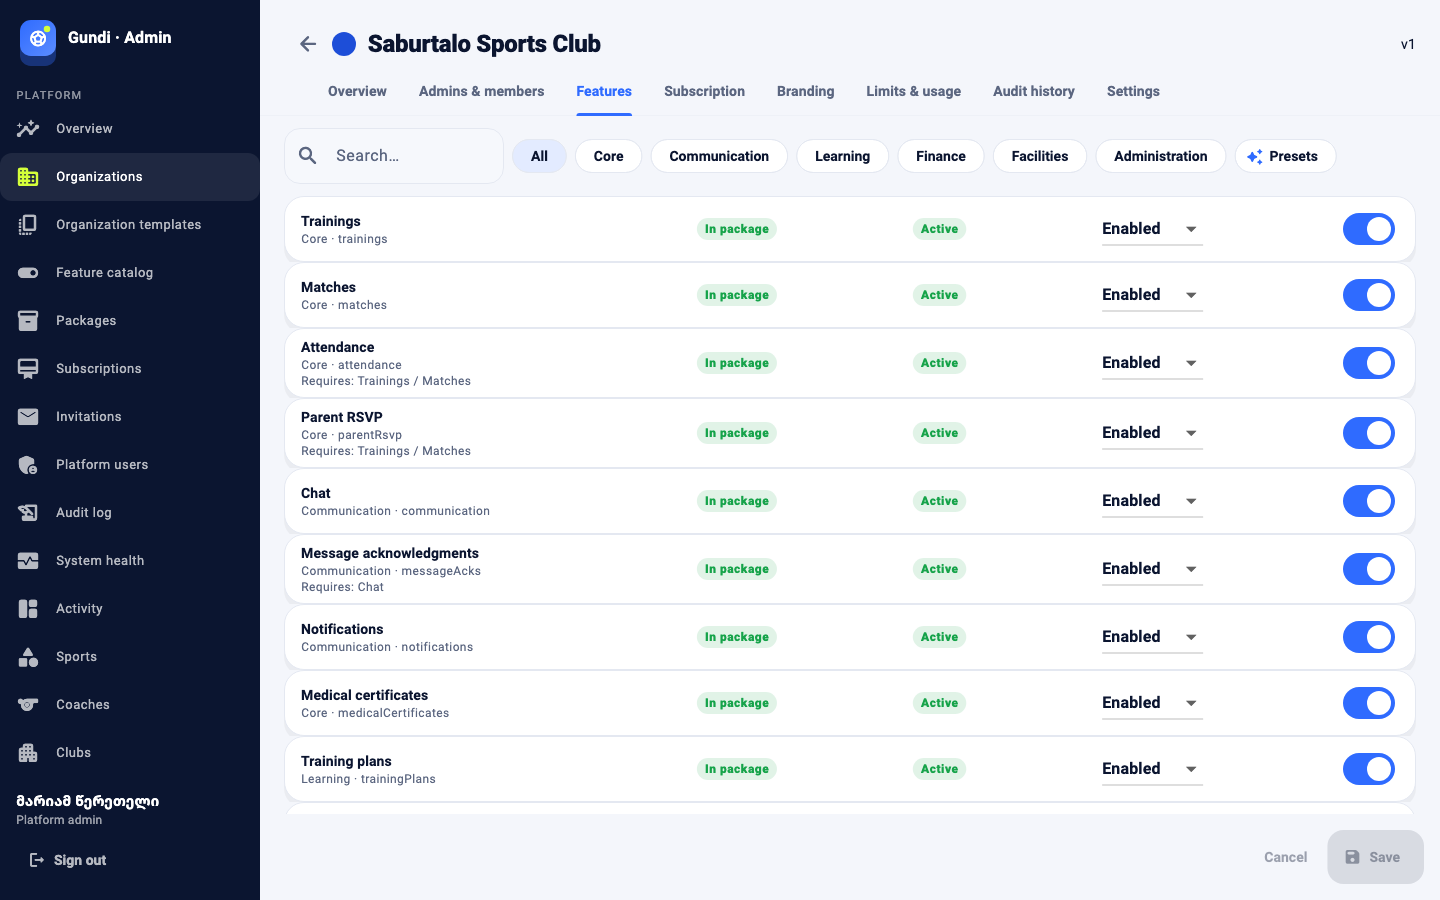 Gundi · Admin
PLATFORM
Overview
Organizations
Organization templates
Feature catalog
Packages
Subscriptions
Invitations
Platform users
Audit log
System health
Activity
Sports
Coaches
Clubs
მარიამ წერეთელი
Platform admin
Sign out
Saburtalo Sports Club
v1
Overview Admins & members Features Subscription Branding Limits & usage Audit history Settings
Search... All Core Communication Learning Finance Facilities Administration Presets
Trainings
Core · trainings
In package Active Enabled
Matches
Core · matches
In package Active Enabled
Attendance
Core · attendance
Requires: Trainings / Matches
In package Active Enabled
Parent RSVP
Core · parentRsvp
Requires: Trainings / Matches
In package Active Enabled
Chat
Communication · communication
In package Active Enabled
Message acknowledgments
Communication · messageAcks
Requires: Chat
In package Active Enabled
Notifications
Communication · notifications
In package Active Enabled
Medical certificates
Core · medicalCertificates
In package Active Enabled
Training plans
Learning · trainingPlans
In package Active Enabled
Cancel Save